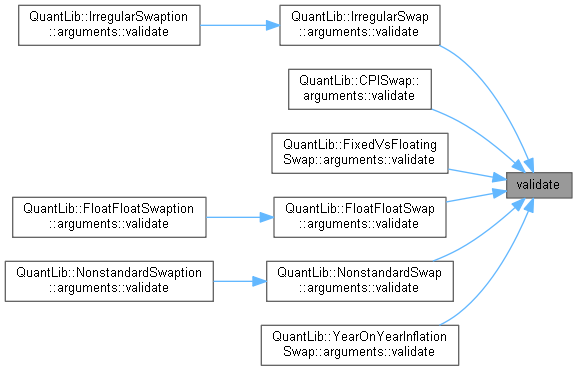 QuantLib::IrregularSwaption
::arguments::validate
QuantLib::IrregularSwap
::arguments::validate
QuantLib::CPISwap::
arguments::validate
QuantLib::FixedVsFloating
Swap::arguments::validate
validate
QuantLib::FloatFloatSwaption
::arguments::validate
QuantLib::FloatFloatSwap
::arguments::validate
QuantLib::NonstandardSwaption
::arguments::validate
QuantLib::NonstandardSwap
::arguments::validate
QuantLib::YearOnYearInflation
Swap::arguments::validate